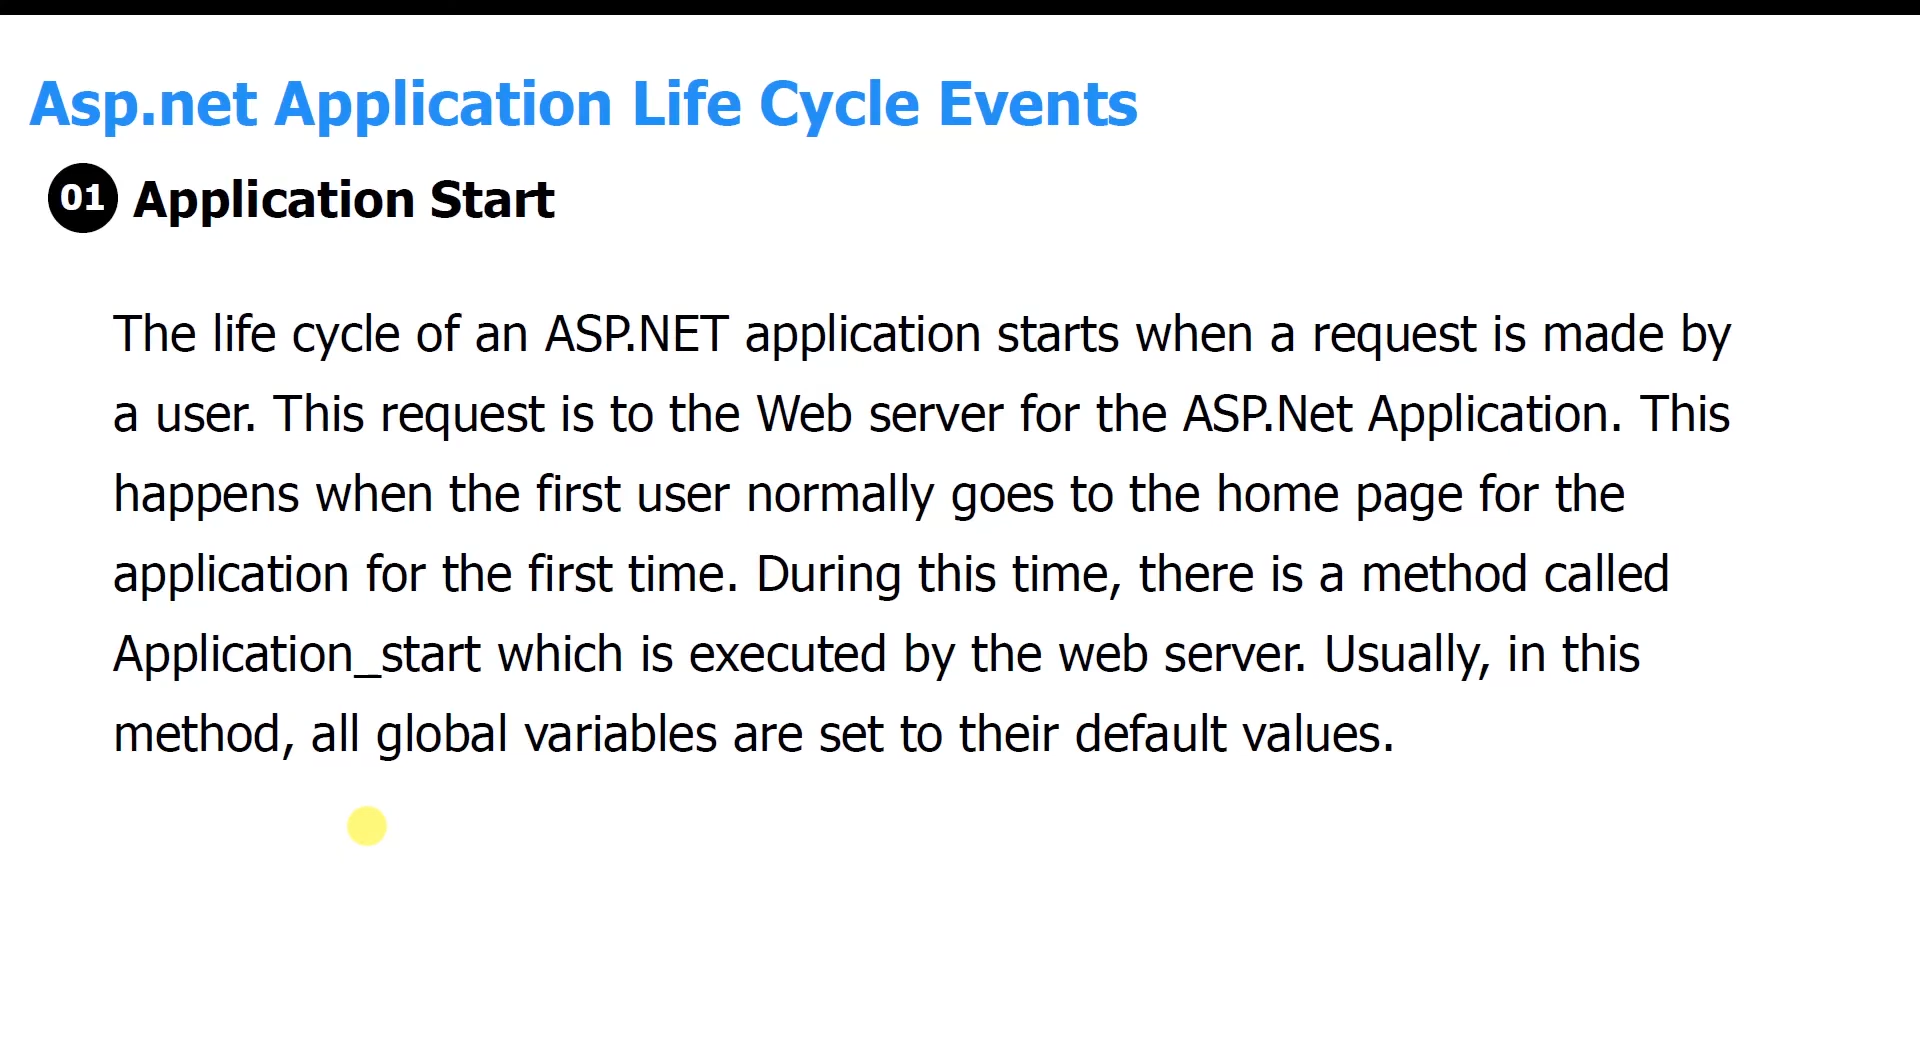 Asp.net Application Life Cycle Events
01 Application Start
The life cycle of an ASP.NET application starts when a request is made by
a user. This request is to the Web server for the ASP.Net Application. This
happens when the first user normally goes to the home page for the
application for the first time. During this time, there is a method called
Application_start which is executed by the web server. Usually, in this
method, all global variables are set to their default values.